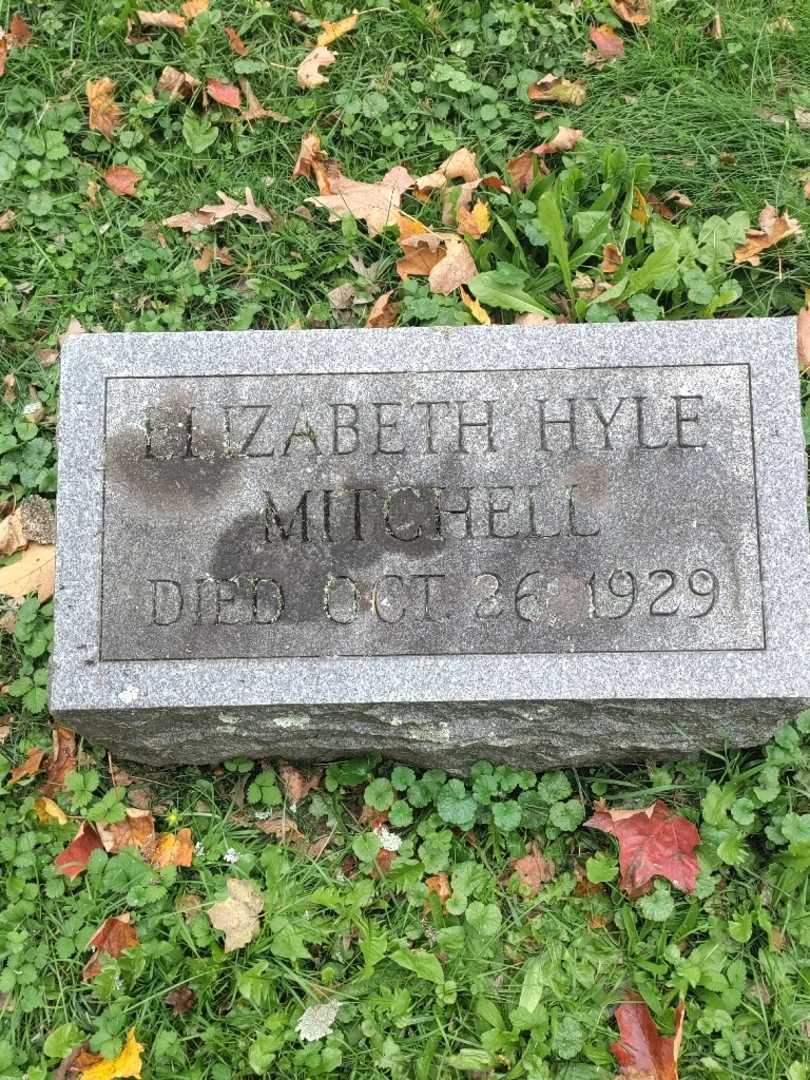 ELIZABETH HYLE
MITCHELL
DIED OCT 26 1929